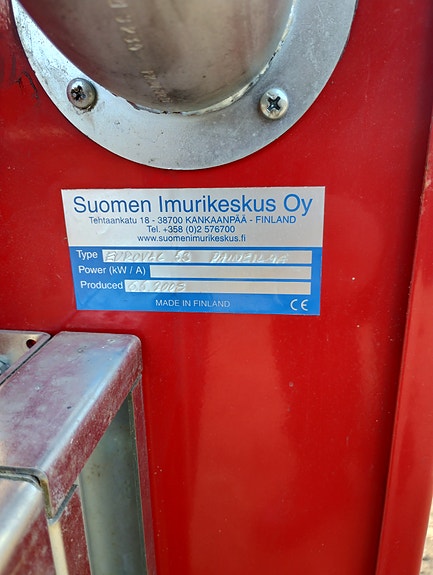 Suomen Imurikeskus Oy
Tehtaankatu 18 - 38700 KANKAANPÄÄ - FINLAND
Tel. +358 (0)2 576700
www.suomenimurikeskus.fi
Type
Power (kW / A)
Produced 2005
MADE IN FINLAND CE